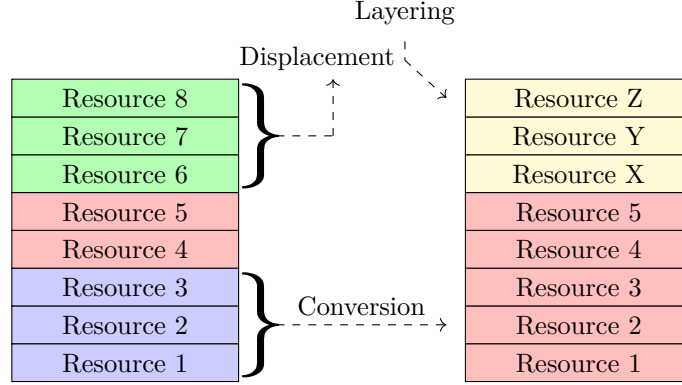 Layering
Displacement
Resource 8
Resource 7
Resource 6
Resource 5
Resource 4
Resource 3
Resource 2
Resource 1
Conversion
Resource Z
Resource Y
Resource X
Resource 5
Resource 4
Resource 3
Resource 2
Resource 1